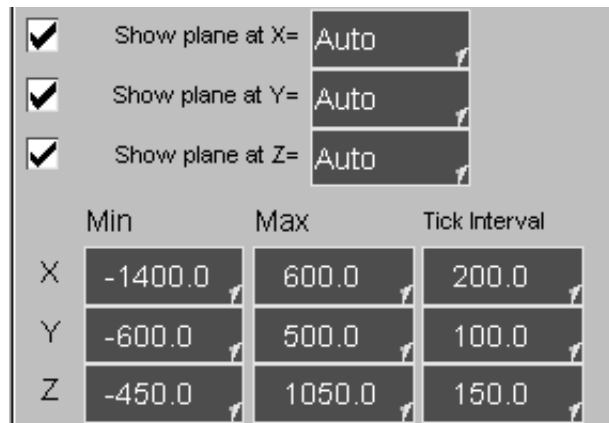 Show plane at X= Auto
Show plane at Y= Auto
Show plane at Z= Auto
Min Max Tick Interval
X -1400.0 600.0 200.0
Y -600.0 500.0 100.0
Z -450.0 1050.0 150.0